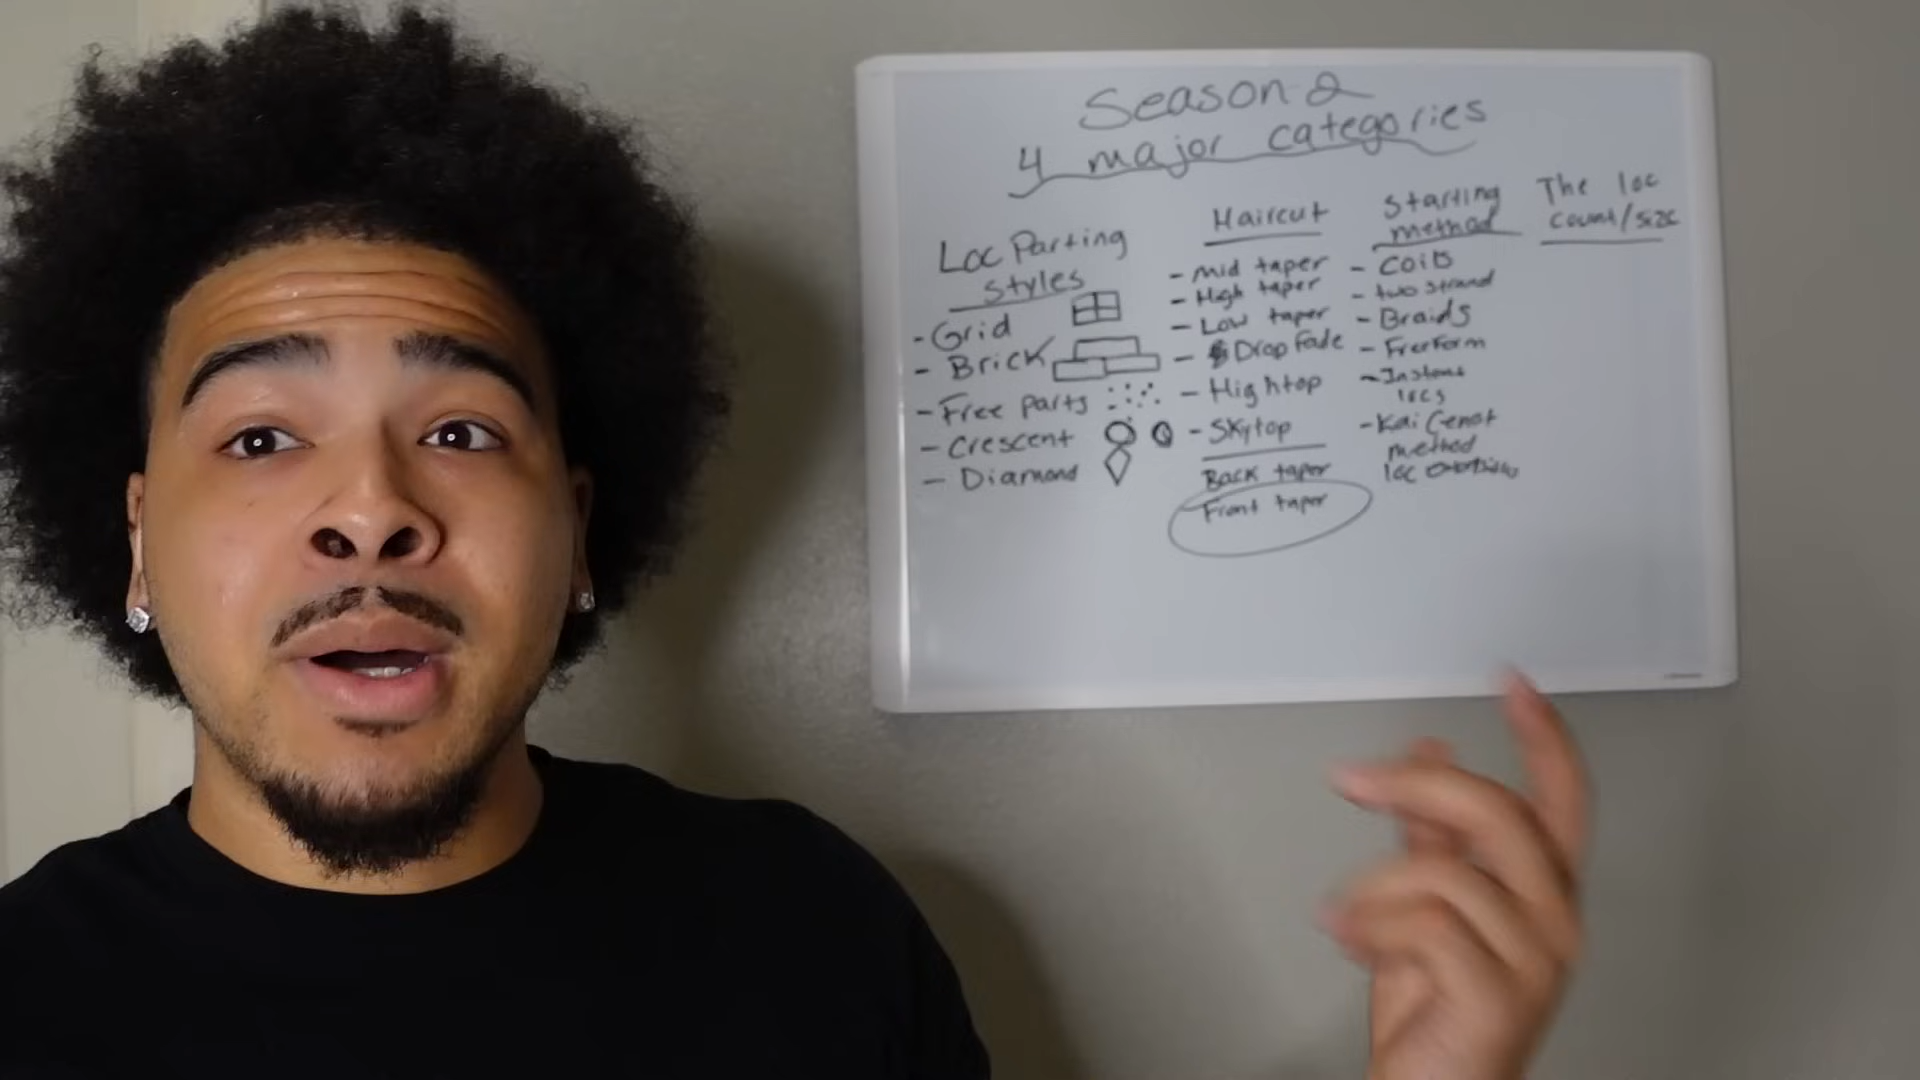 Season 2
4 major categories
Loc Parting
styles
- Grid
- Brick
- Free parts
- Crescent
- Diamond
Haircut
- Mid taper
- High taper
- Low taper
- Drop fade
- Hightop
- Skytop
Back taper
Front taper
Starting
method
- Coils
- two strand
- Braids
- Freeform
- Instant
locs
- Kai Cenat
method
loc
The loc
count/size